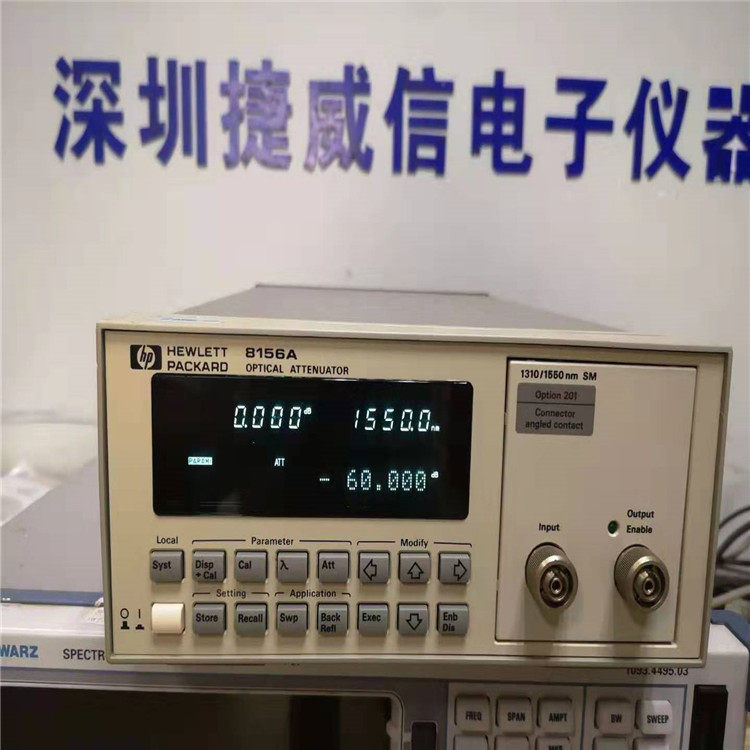 深圳捷威信电子仪器
hp HEWLETT PACKARD 8156A
OPTICAL ATTENUATOR
1310/1550 nm SM
Option 201
Connector
angled contact
0.000 dB 1550.0 nm
PARAM ATT
- 60.000 dB
Input
Output
Enable
Local Parameter Modify
Syst Disp + Cal Cal λ Att
Setting Application
O I
Store Recall Swp Back Refl Exec Enb Dis
WARZ SPECTR
1093.4495.03
FREQ SPAN AMPT BW SWEEP